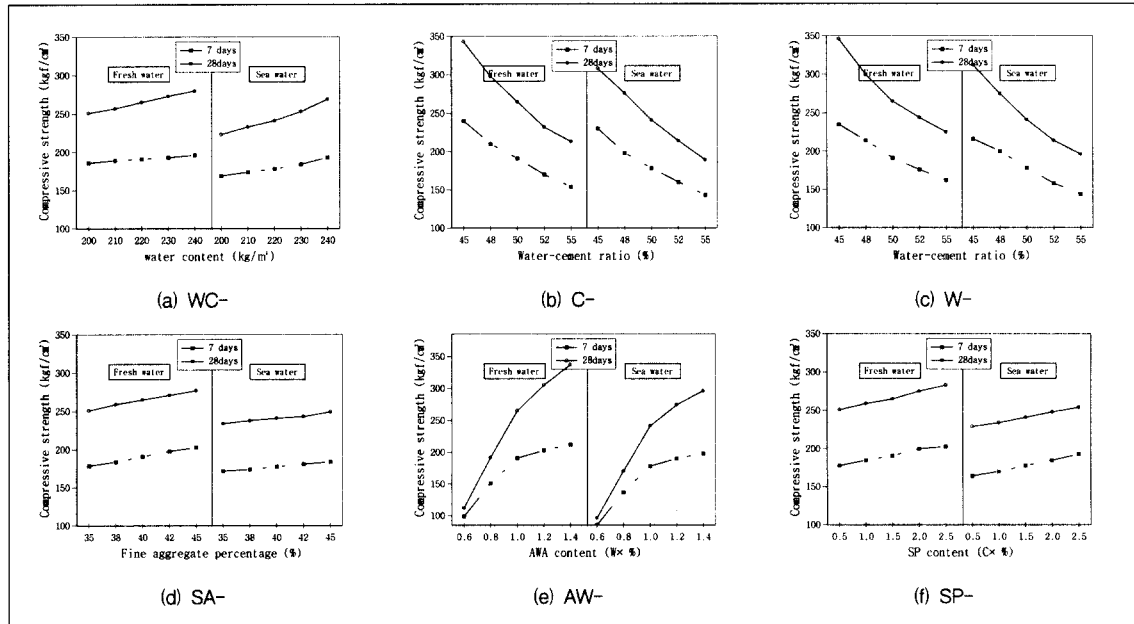 350
300
250
200
150
100
Compressive strength (kgf/cm²)
7 days
28days
Fresh water
Sea water
200 210 220 230 240 200 210 220 230 240
water content (kg/m³)
(a) WC-
350
300
250
200
150
100
Compressive strength (kgf/cm²)
7 days
28days
Fresh water
Sea water
45 48 50 52 55 45 48 50 52 55
Water-cement ratio (%)
(b) C-
350
300
250
200
150
100
Compressive strength (kgf/cm²)
7 days
28days
Fresh water
Sea water
45 48 50 52 55 45 48 50 52 55
Water-cement ratio (%)
(c) W-
350
300
250
200
150
100
Compressive strength (kgf/cm²)
7 days
28days
Fresh water
Sea water
35 38 40 42 45 35 38 40 42 45
Fine aggregate percentage (%)
(d) SA-
350
300
250
200
150
100
Compressive strength (kgf/cm²)
7 days
28days
Fresh water
Sea water
0.6 0.8 1.0 1.2 1.4 0.6 0.8 1.0 1.2 1.4
AWA content (W× %)
(e) AW-
350
300
250
200
150
100
Compressive strength (kgf/cm²)
7 days
28days
Fresh water
Sea water
0.5 1.0 1.5 2.0 2.5 0.5 1.0 1.5 2.0 2.5
SP content (C× %)
(f) SP-